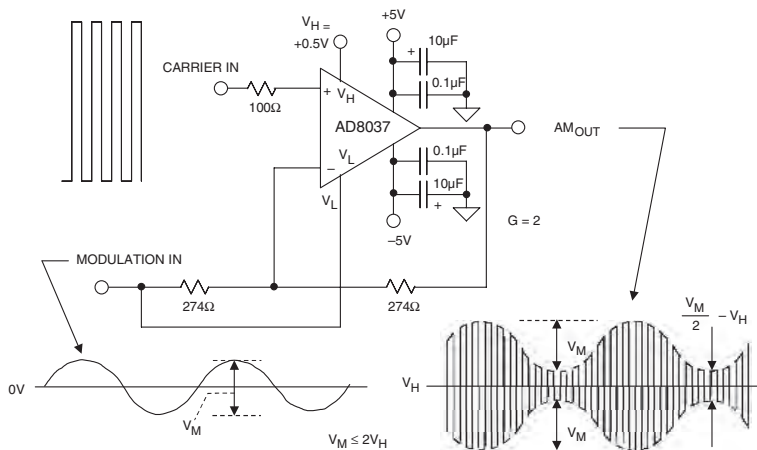 V_H =
+0.5V
+5V
10µF
+
0.1µF
CARRIER IN
100Ω
+
V_H
AD8037
–
V_L
V_L
AM_OUT
0.1µF
10µF
+
–5V
G = 2
MODULATION IN
274Ω
274Ω
0V
V_M
V_M ≤ 2V_H
V_H
V_M
V_M
V_M
2
– V_H